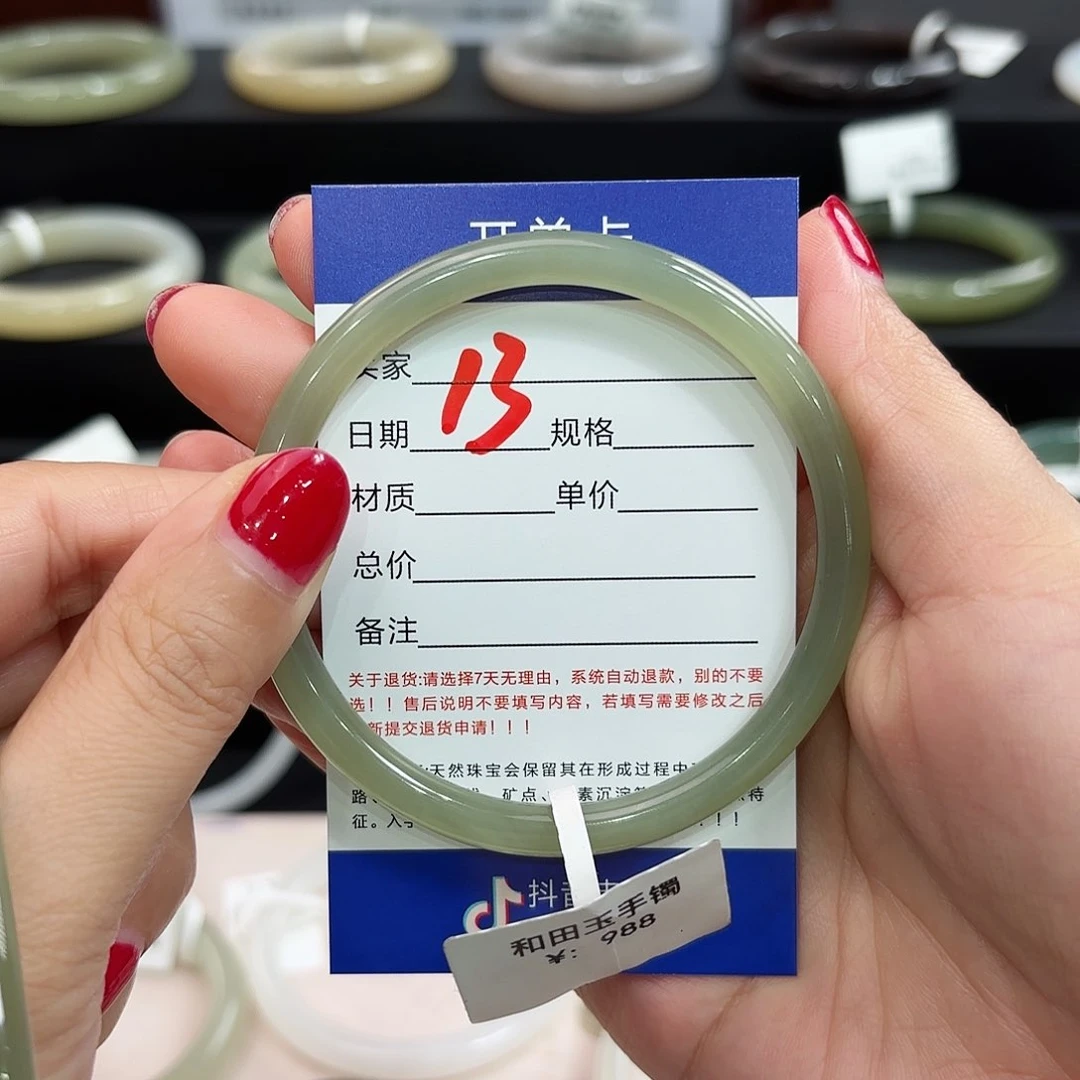 开单卡
家
13
日期 规格
材质 单价
总价
备注
关于退货:请选择7天无理由，系统自动退款，别的不要
选！！售后说明不要填写内容，若填写需要修改之后
新提交退货申请！！！
:天然珠宝会保留其在形成过程中
路、 矿点、 素沉淀 特
征。入 ！！
抖音
和田玉手镯
¥: 988